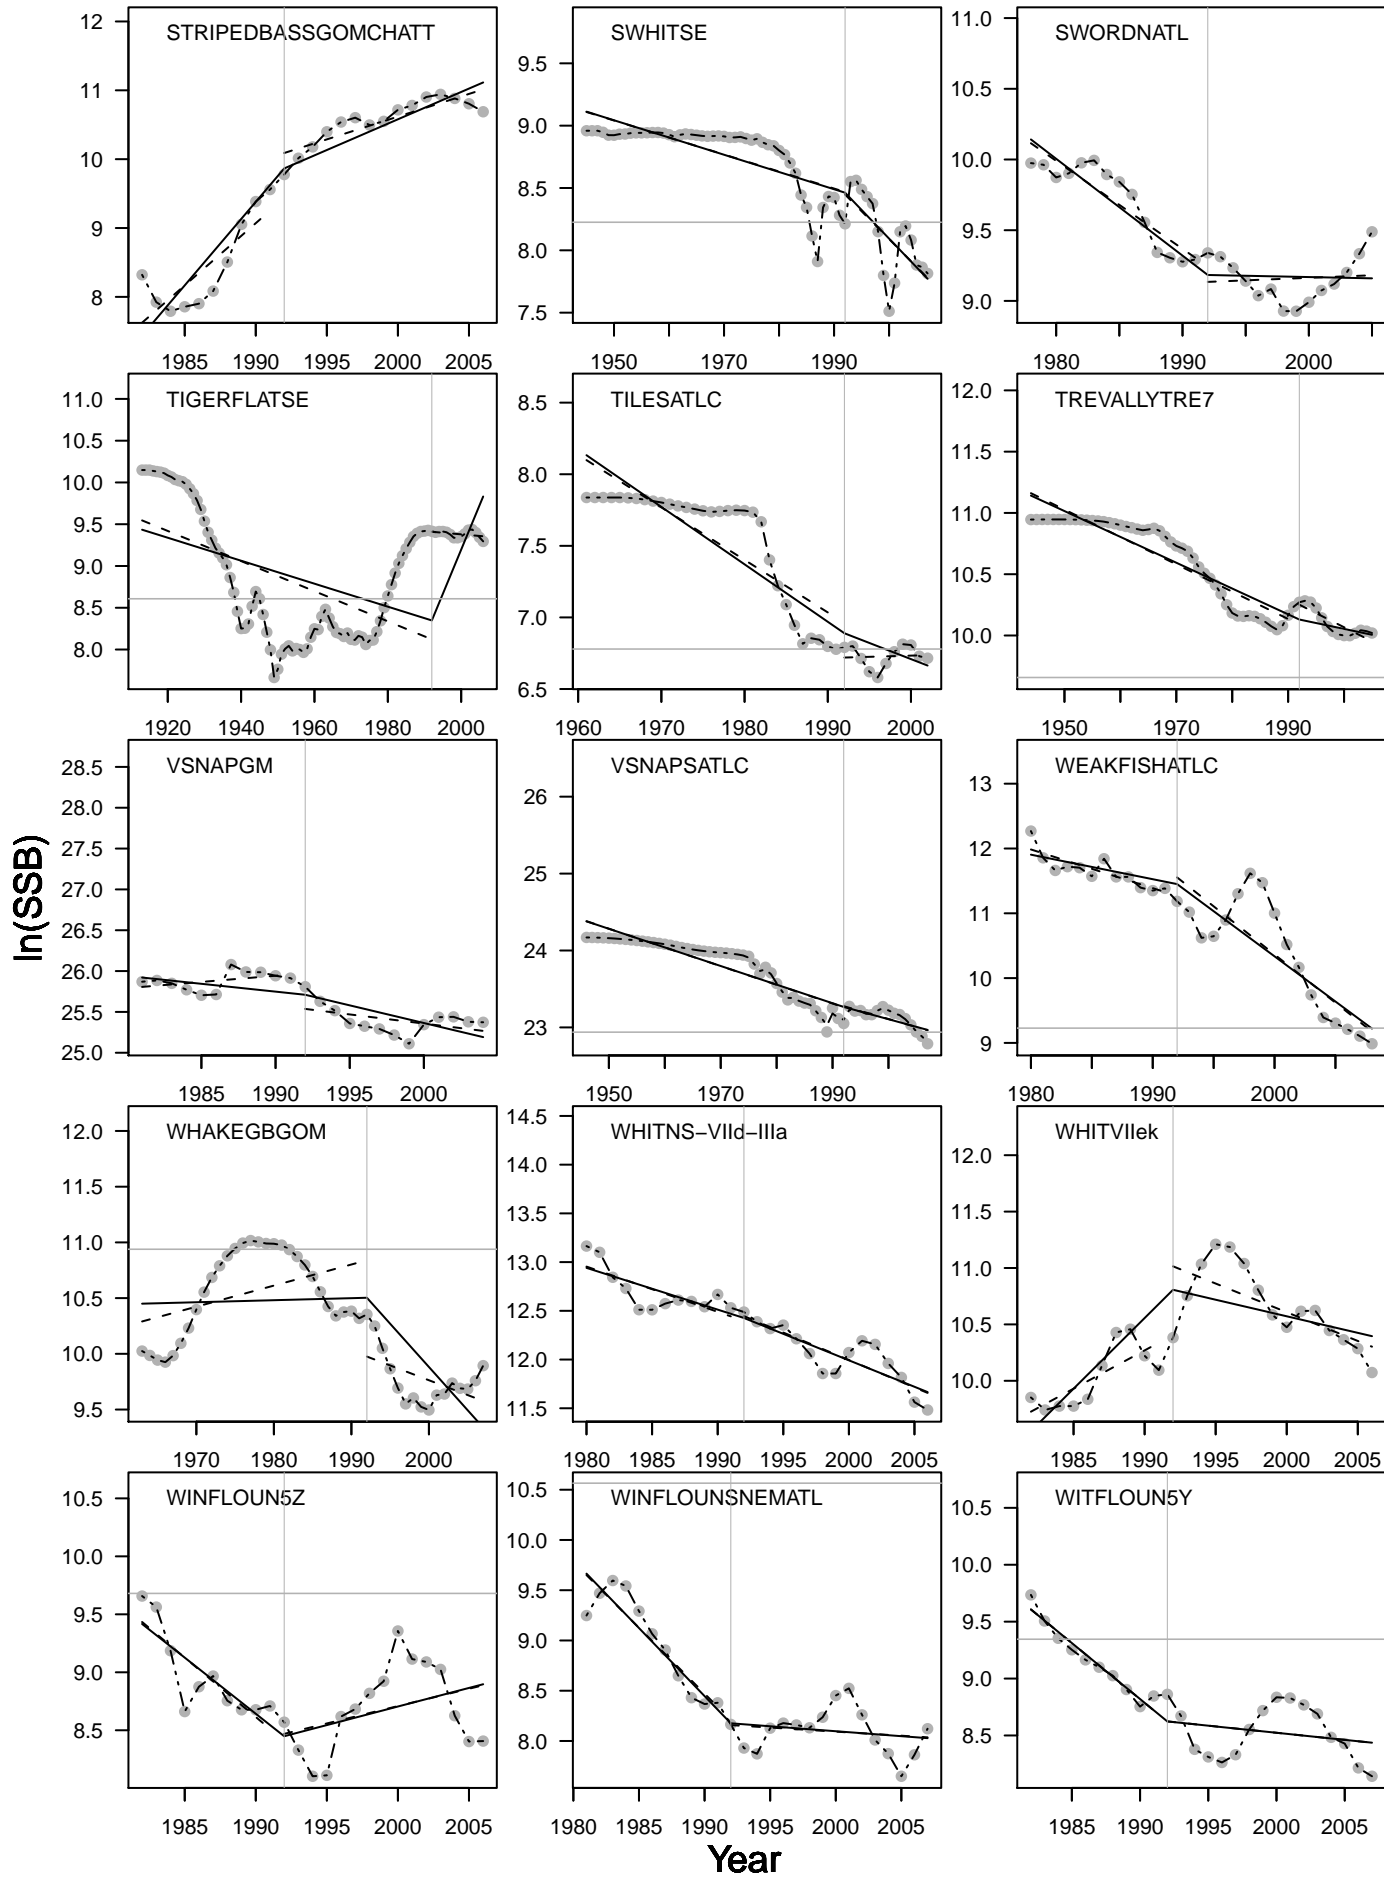 STRIPEDBASSGOMCHATT
12
11
10
9
8
1985 1990 1995 2000 2005
SWHITSE
9.5
9.0
8.5
8.0
7.5
1950 1970 1990
SWORDNATL
11.0
10.5
10.0
9.5
9.0
1980 1990 2000
TIGERFLATSE
11.0
10.5
10.0
9.5
9.0
8.5
8.0
1920 1940 1960 1980 2000
TILESATLC
8.5
8.0
7.5
7.0
6.5
1960 1970 1980 1990 2000
TREVALLYTRE7
12.0
11.5
11.0
10.5
10.0
1950 1970 1990
VSNAPGM
28.5
28.0
27.5
27.0
26.5
26.0
25.5
25.0
1985 1990 1995 2000
VSNAPSATLC
26
25
24
23
1950 1970 1990
WEAKFISHATLC
13
12
11
10
9
1980 1990 2000
WHAKEGBGOM
12.0
11.5
11.0
10.5
10.0
9.5
1970 1980 1990 2000
WHITNS−VIId−IIIa
14.5
14.0
13.5
13.0
12.5
12.0
11.5
1980 1985 1990 1995 2000 2005
WHITVIIek
12.0
11.5
11.0
10.5
10.0
1985 1990 1995 2000 2005
WINFLOUN5Z
10.5
10.0
9.5
9.0
8.5
1985 1990 1995 2000 2005
WINFLOUNSNEMATL
10.5
10.0
9.5
9.0
8.5
8.0
1980 1985 1990 1995 2000 2005
WITFLOUN5Y
10.5
10.0
9.5
9.0
8.5
1985 1990 1995 2000 2005
ln(SSB)
Year